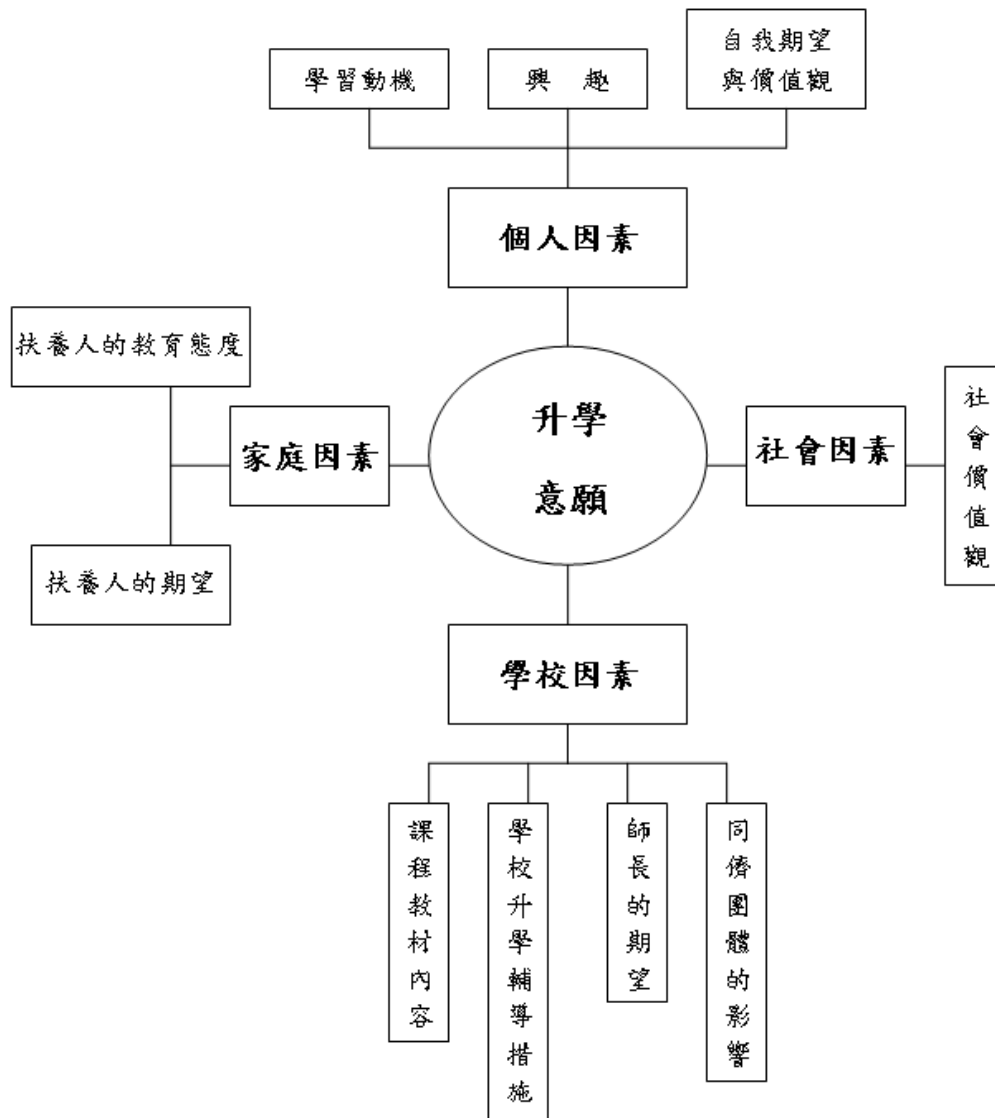 學習動機
興 趣
自我期望
與價值觀
個人因素
扶養人的教育態度
家庭因素
扶養人的期望
升學
意願
社會因素
社會價值觀
學校因素
課程教材內容
學校升學輔導措施
師長的期望
同儕團體的影響